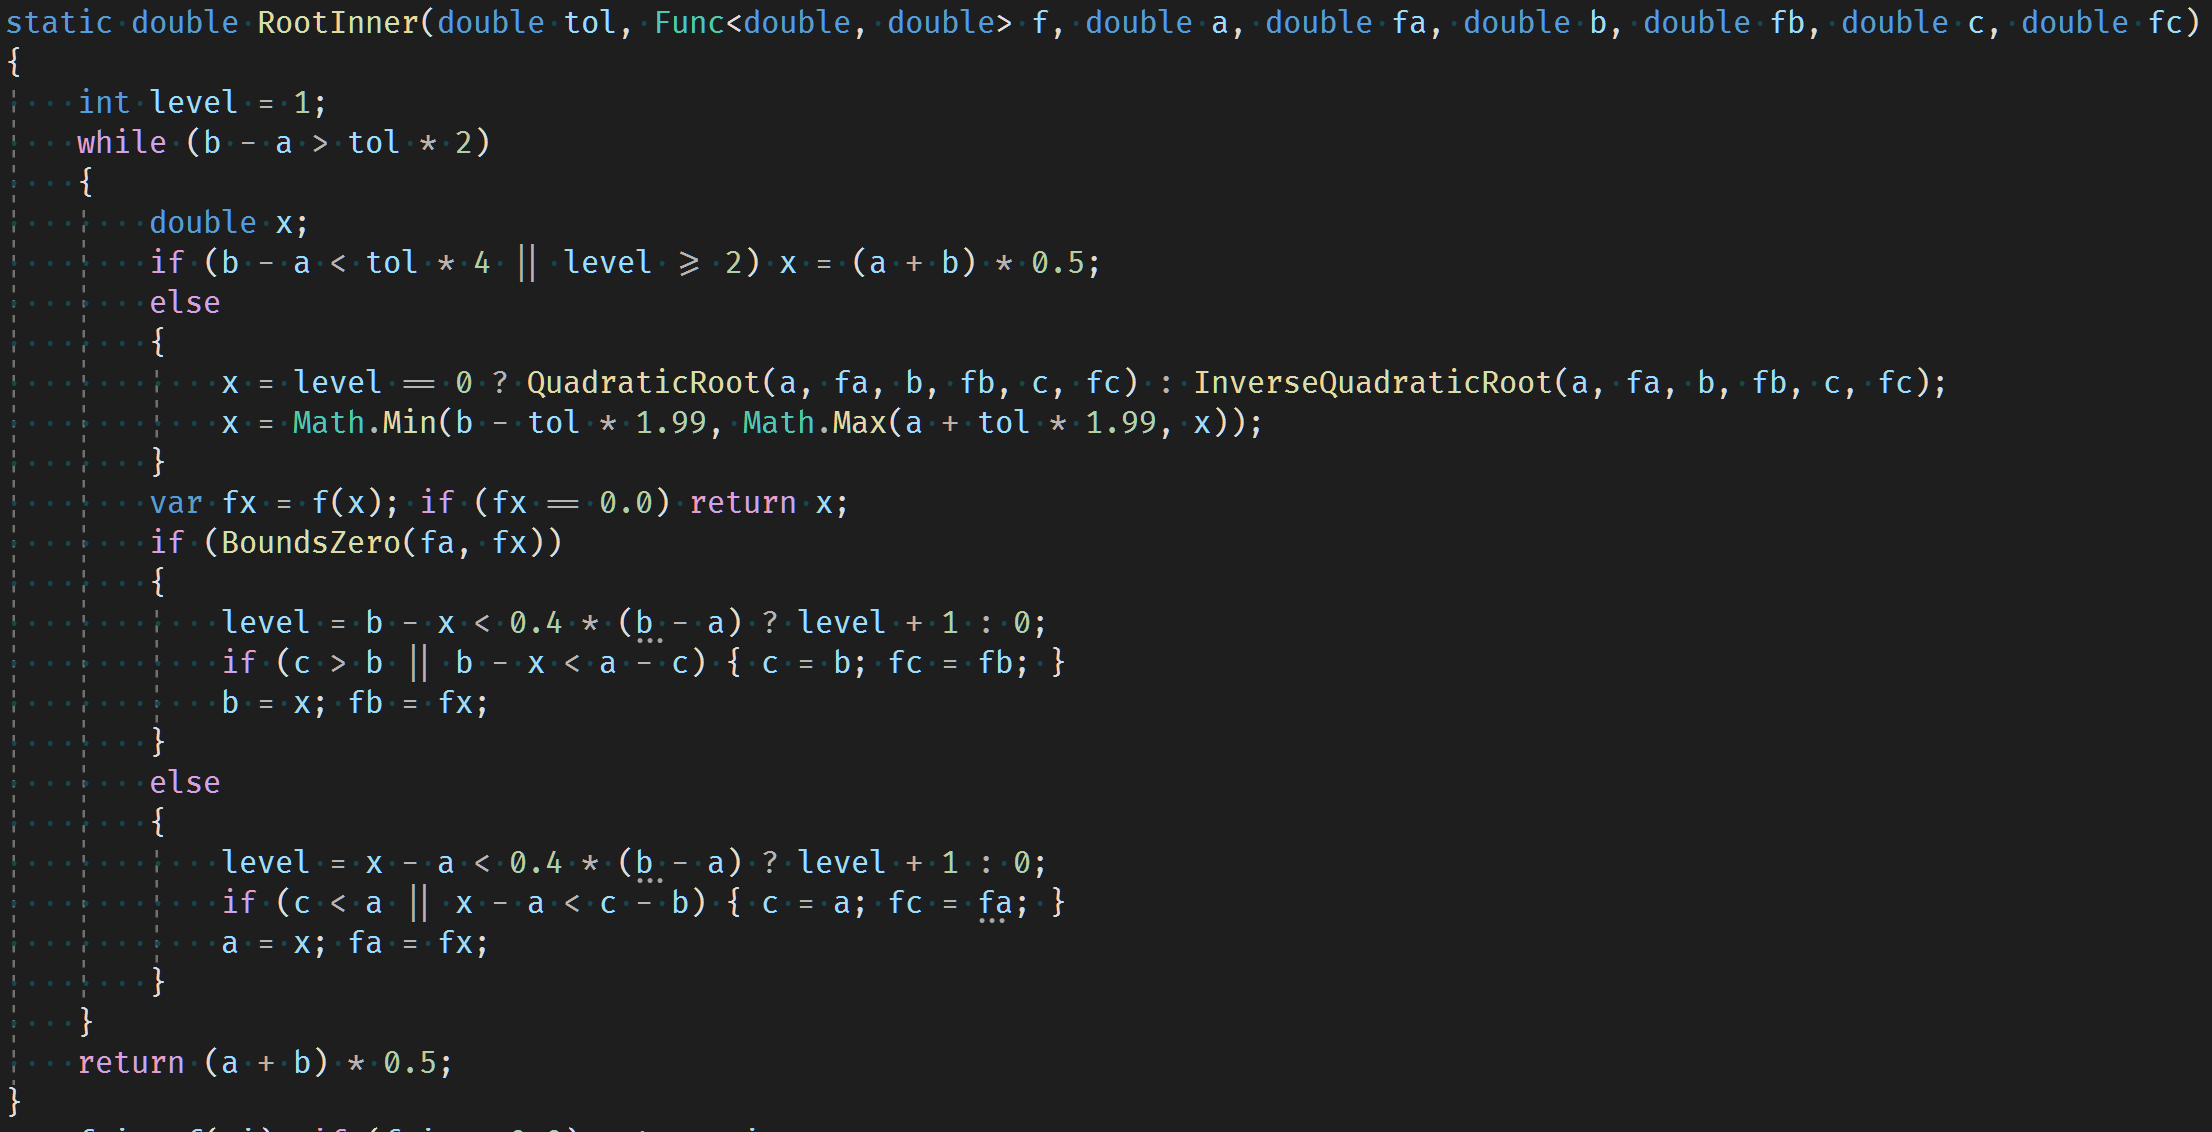 static double RootInner(double tol, Func<double, double> f, double a, double fa, double b, double fb, double c, double fc)
{
    int level = 1;
    while (b - a > tol * 2)
    {
        double x;
        if (b - a < tol * 4 || level >= 2) x = (a + b) * 0.5;
        else
        {
            x = level == 0 ? QuadraticRoot(a, fa, b, fb, c, fc) : InverseQuadraticRoot(a, fa, b, fb, c, fc);
            x = Math.Min(b - tol * 1.99, Math.Max(a + tol * 1.99, x));
        }
        var fx = f(x); if (fx == 0.0) return x;
        if (BoundsZero(fa, fx))
        {
            level = b - x < 0.4 * (b - a) ? level + 1 : 0;
            if (c > b || b - x < a - c) { c = b; fc = fb; }
            b = x; fb = fx;
        }
        else
        {
            level = x - a < 0.4 * (b - a) ? level + 1 : 0;
            if (c < a || x - a < c - b) { c = a; fc = fa; }
            a = x; fa = fx;
        }
    }
    return (a + b) * 0.5;
}